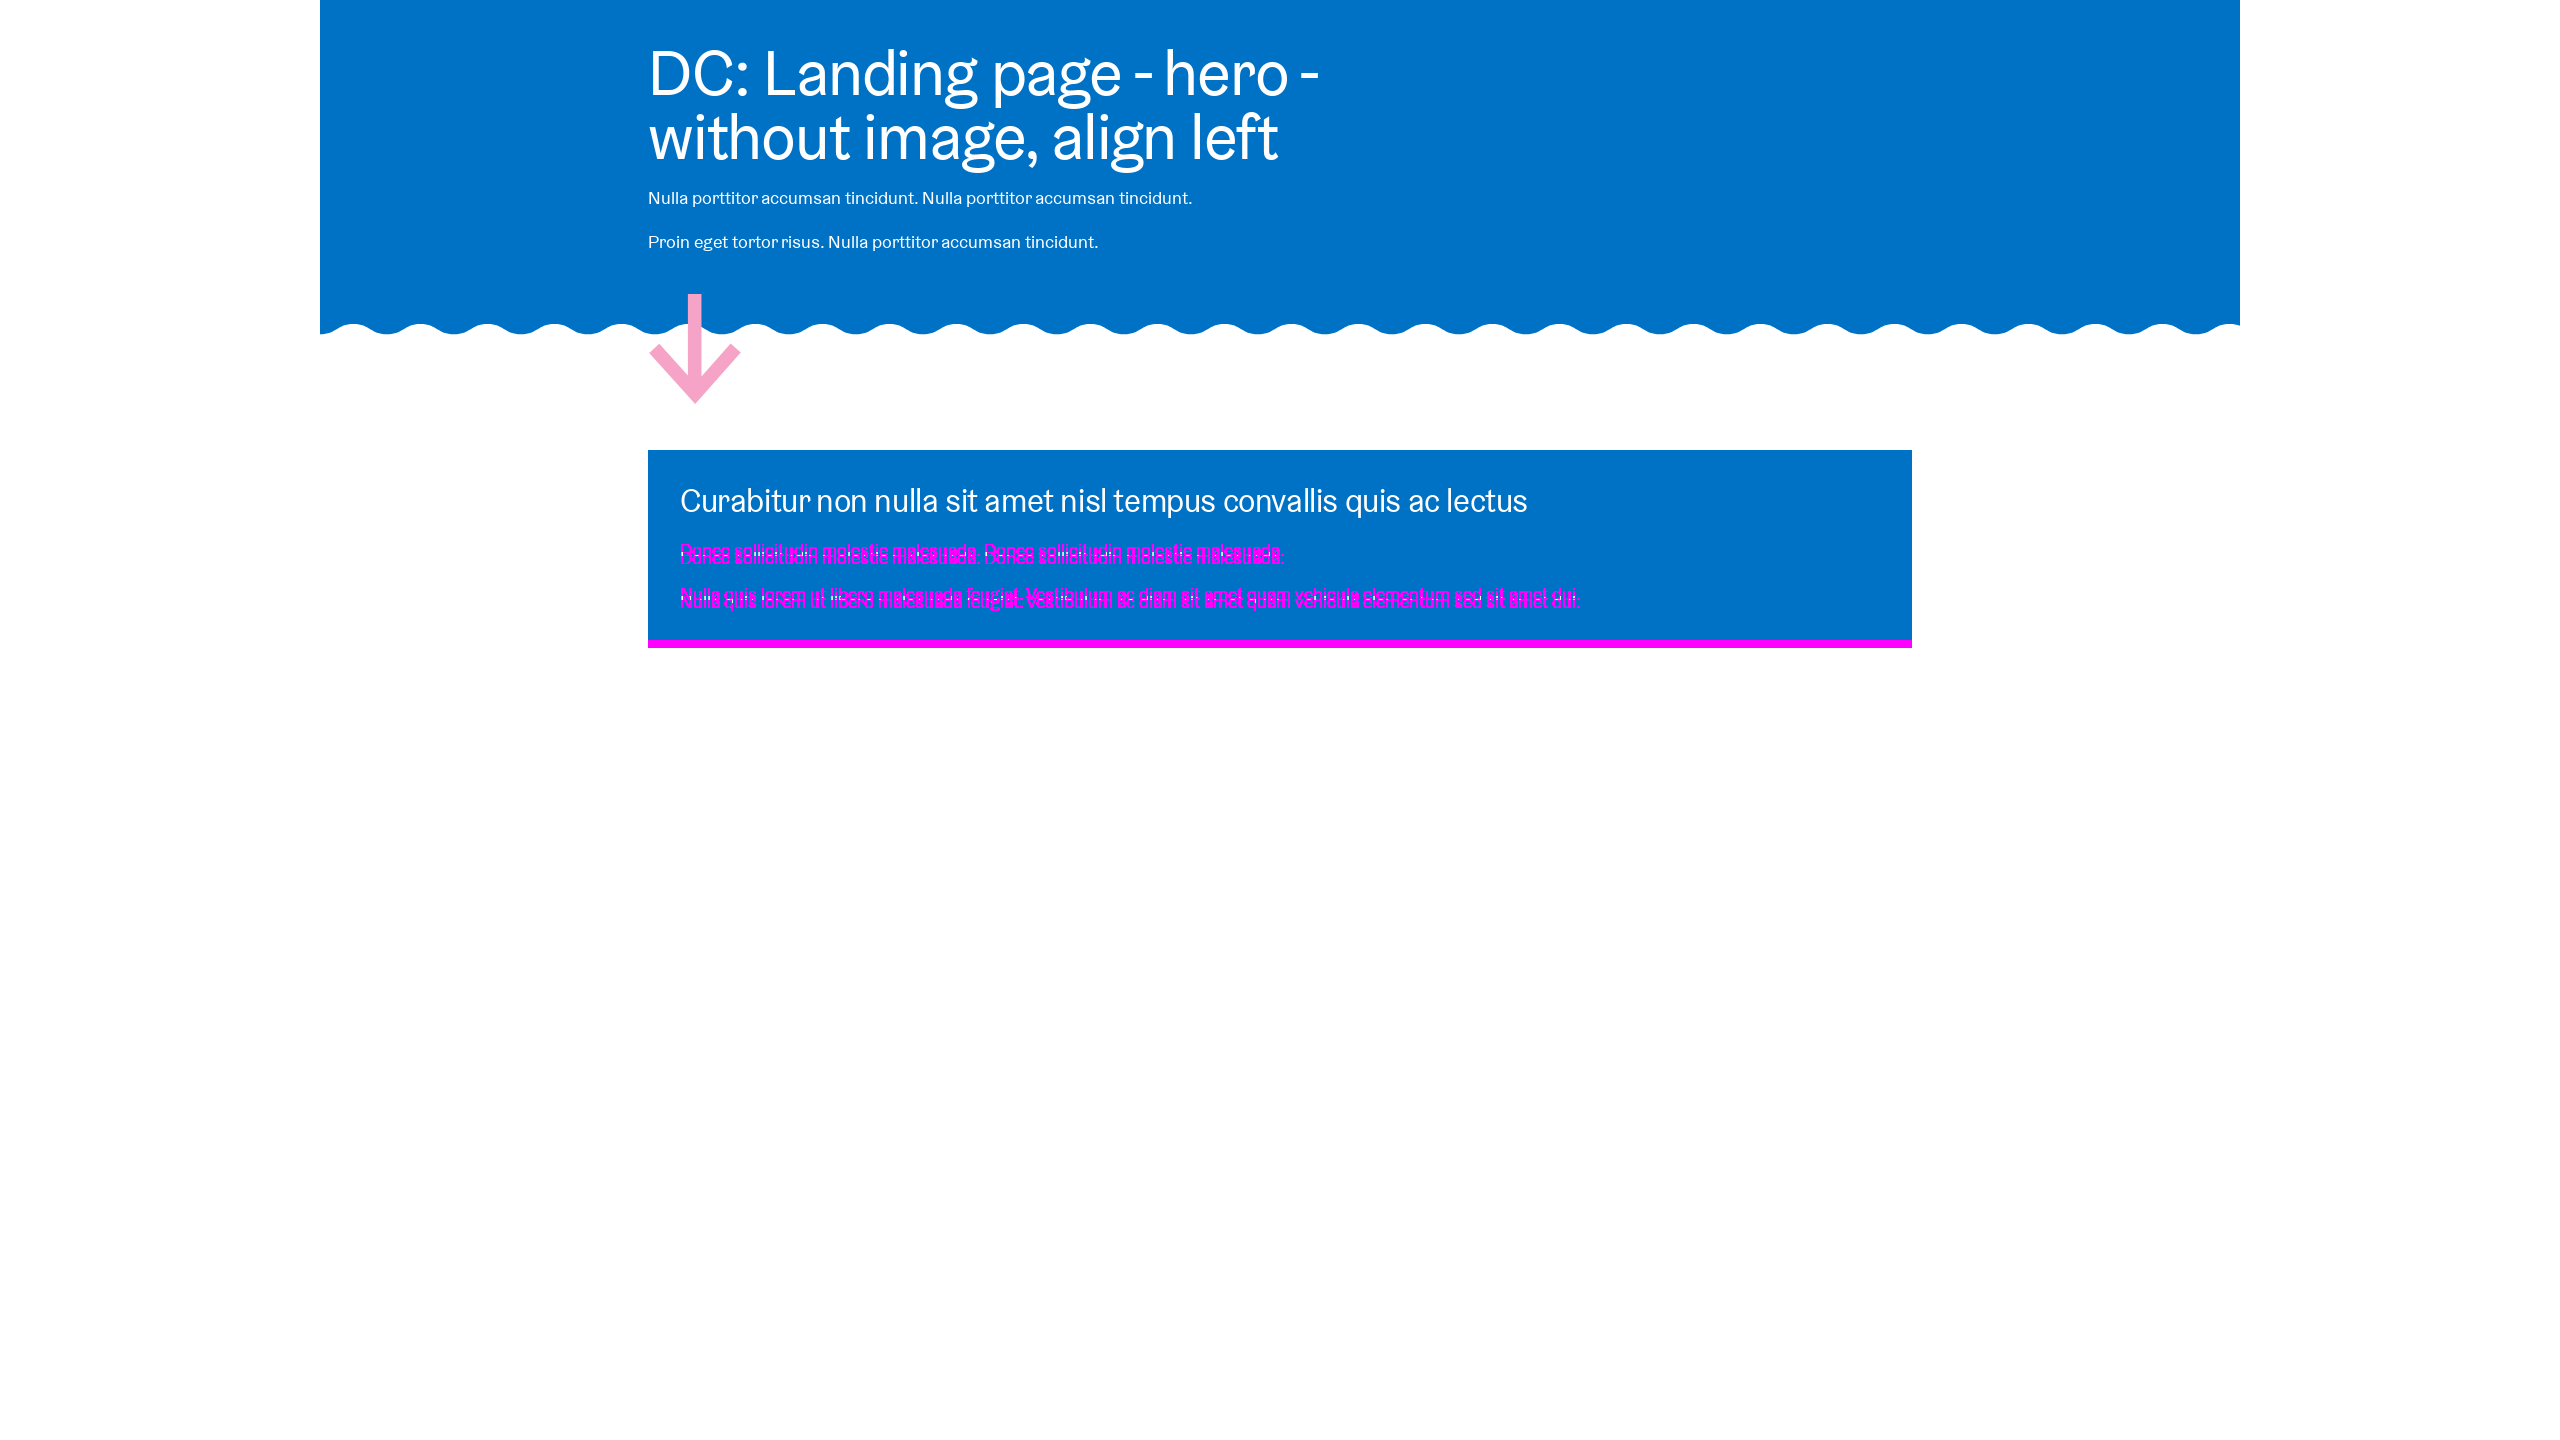 DC: Landing page - hero -
without image, align left
Nulla porttitor accumsan tincidunt. Nulla porttitor accumsan tincidunt.
Proin eget tortor risus. Nulla porttitor accumsan tincidunt.
Curabitur non nulla sit amet nisl tempus convallis quis ac lectus
Donec sollicitudin molestie malesuada. Donec sollicitudin molestie malesuada.
Nulla quis lorem ut libero malesuada feugiat. Vestibulum ac diam sit amet quam vehicula elementum sed sit amet dui.